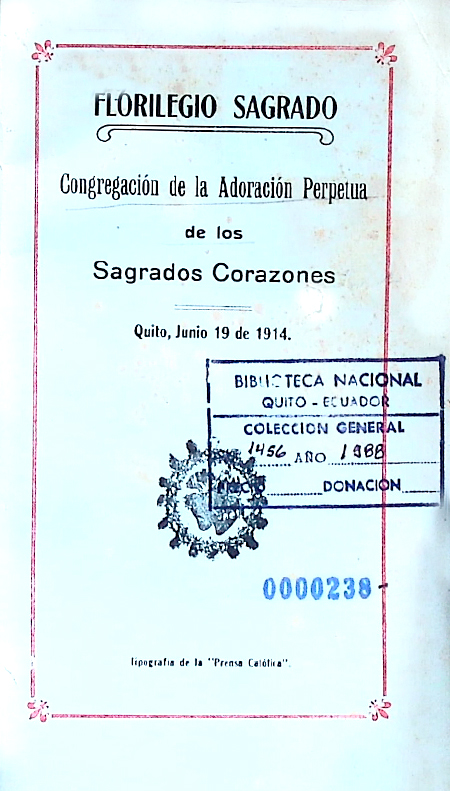 FLORILEGIO SAGRADO
Congregación de la Adoración Perpetua
de los
Sagrados Corazones
Quito, Junio 19 de 1914.
BIBLIOTECA NACIONAL
QUITO - ECUADOR
COLECCION GENERAL
1456 AÑO 1988
DONACION
0000238
Tipografía de la "Prensa Católica".